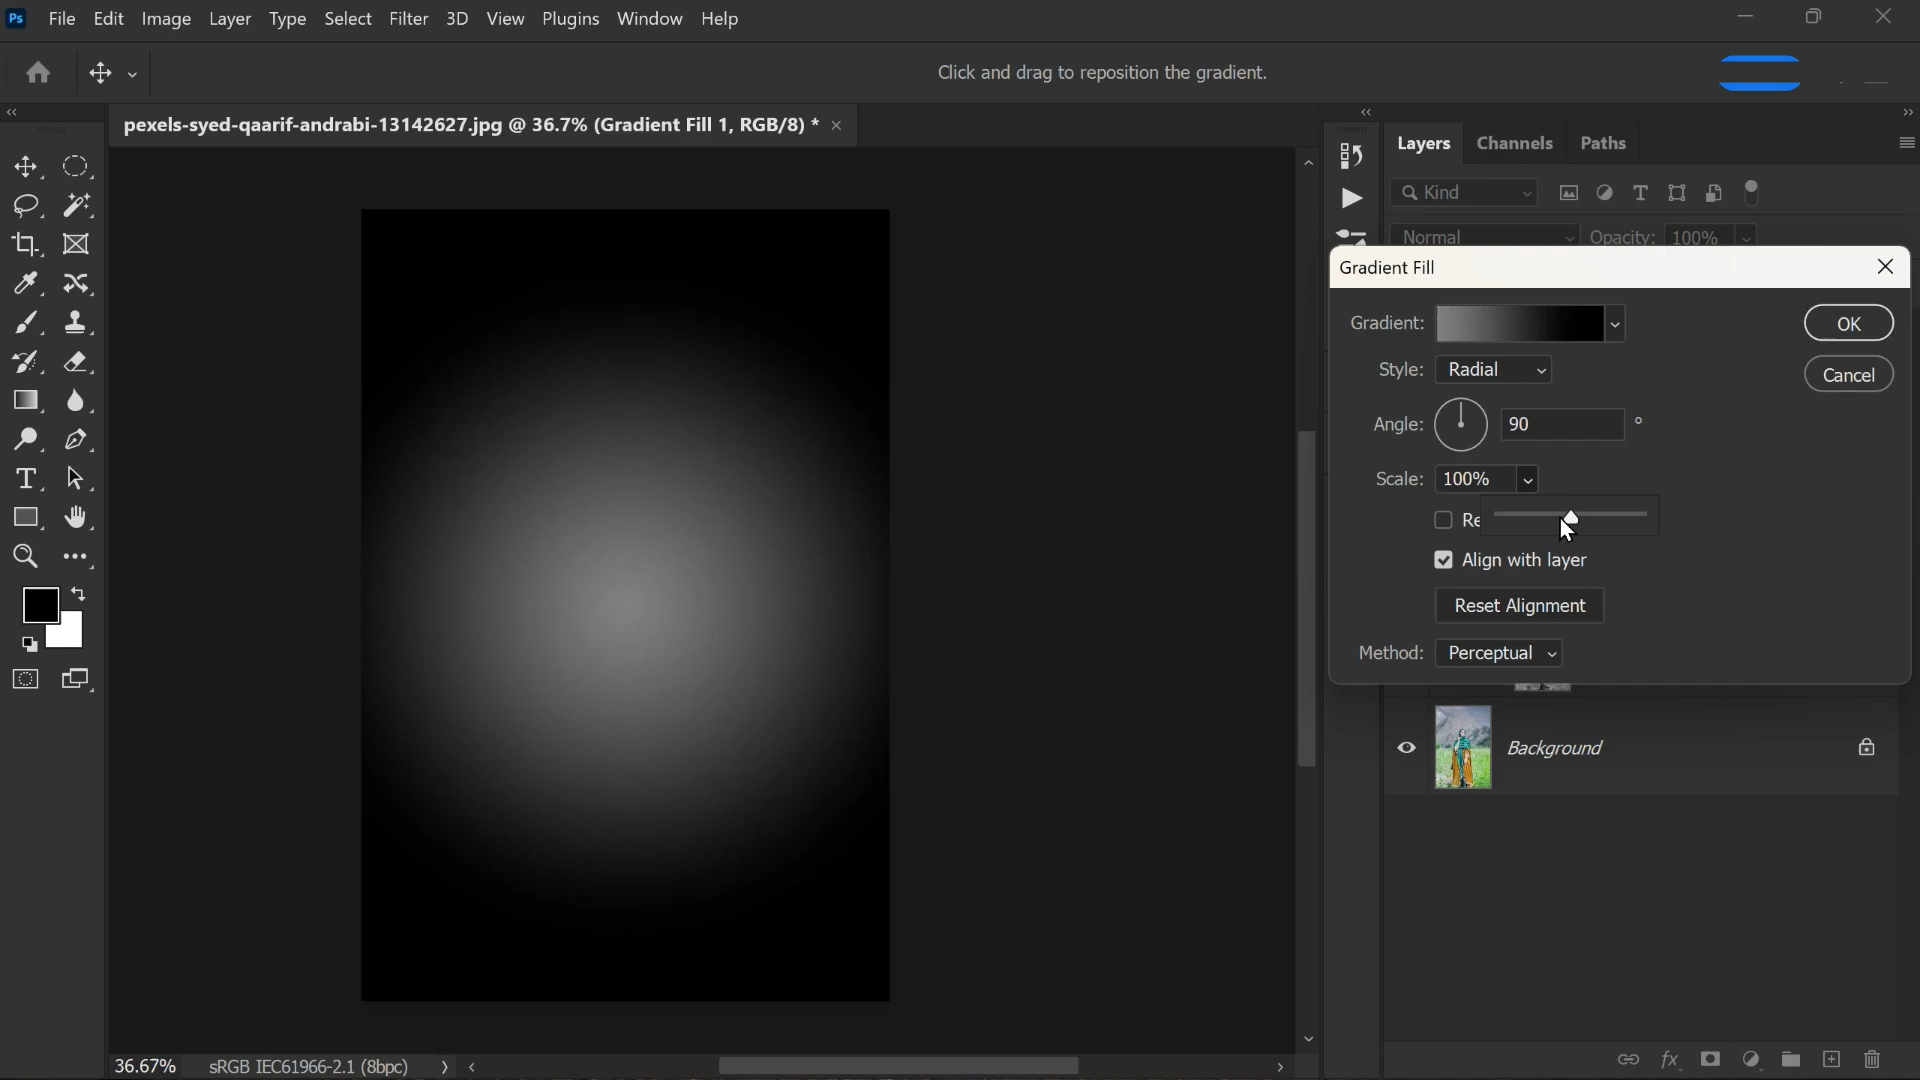 Ps File Edit Image Layer Type Select Filter 3D View Plugins Window Help
Click and drag to reposition the gradient.
pexels-syed-qaarif-andrabi-13142627.jpg @ 36.7% (Gradient Fill 1, RGB/8) *
Layers Channels Paths
Kind
Normal Opacity: 100%
Gradient Fill
Gradient: OK
Style: Radial
Cancel
Angle: 90 °
Scale: 100%
Re
Align with layer
Reset Alignment
Method: Perceptual
Background
36.67% sRGB IEC61966-2.1 (8bpc)